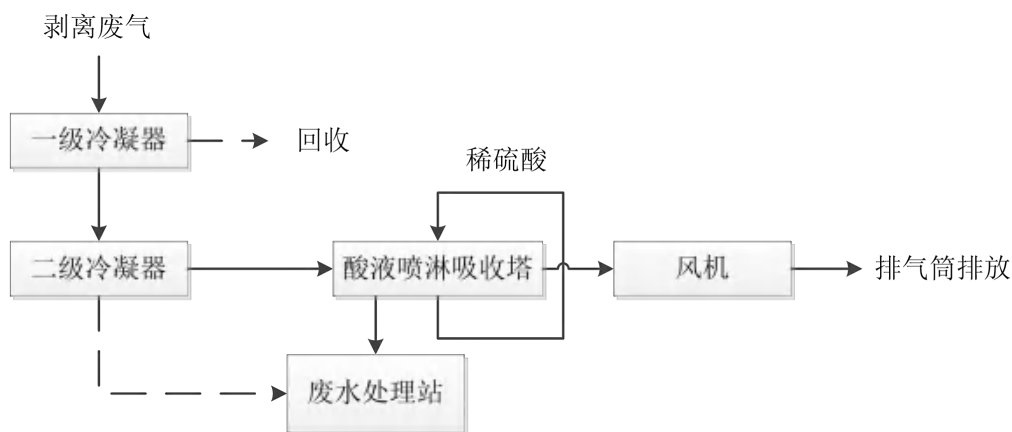 剥离废气
一级冷凝器
回收
稀硫酸
二级冷凝器
酸液喷淋吸收塔
风机
排气筒排放
废水处理站